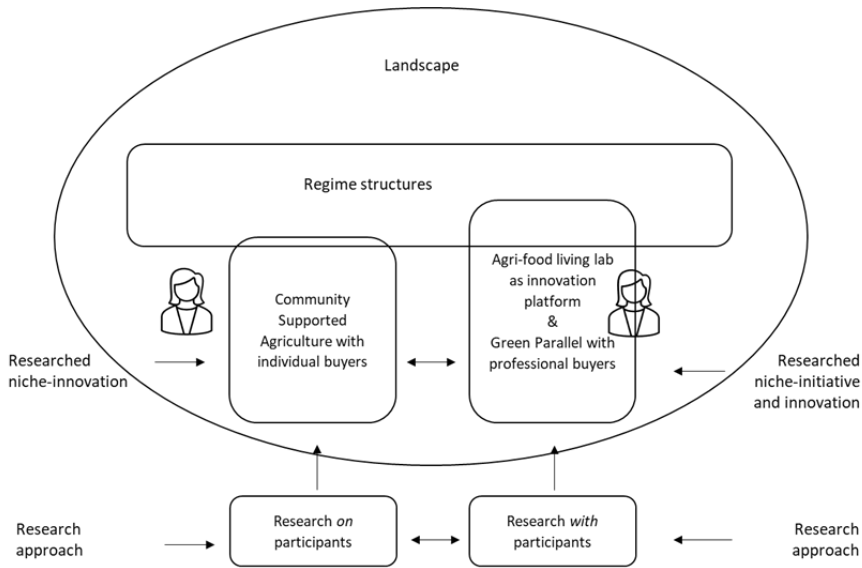 Landscape
Regime structures
Community
Supported
Agriculture with
individual buyers
Agri-food living lab
as innovation
platform
&
Green Parallel with
professional buyers
Researched
niche-innovation
Researched
niche-initiative
and innovation
Research
approach
Research on
participants
Research with
participants
Research
approach